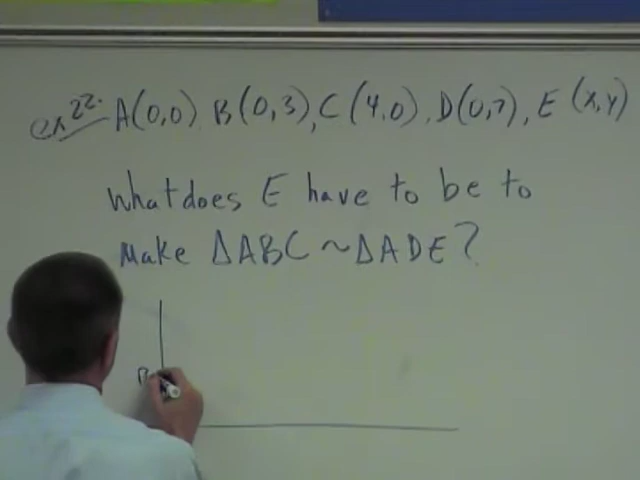 ex 22. A(0,0) B(0,3), C(4,0), D(0,7), E(x,y)
What does E have to be to
make ΔABC ~ ΔADE?
B